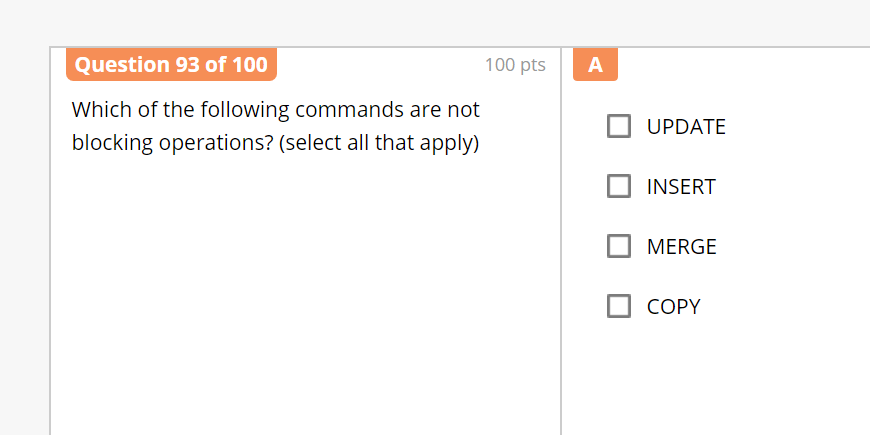 Question 93 of 100
100 pts
Which of the following commands are not
blocking operations? (select all that apply)
A
UPDATE
INSERT
MERGE
COPY